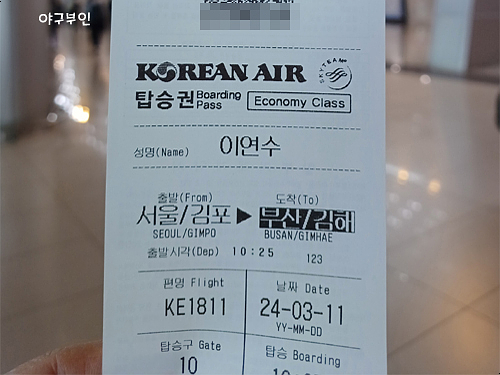 야구부인
KOREAN AIR
SKYTEAM
탑승권 Boarding Pass
Economy Class
성명(Name) 이연수
출발(From) 도착(To)
서울/김포 ▶ 부산/김해
SEOUL/GIMPO BUSAN/GIMHAE
출발시각(Dep) 10:25 123
편명 Flight 날짜 Date
KE1811 24-03-11
YY-MM-DD
탑승구 Gate 탑승 Boarding
10